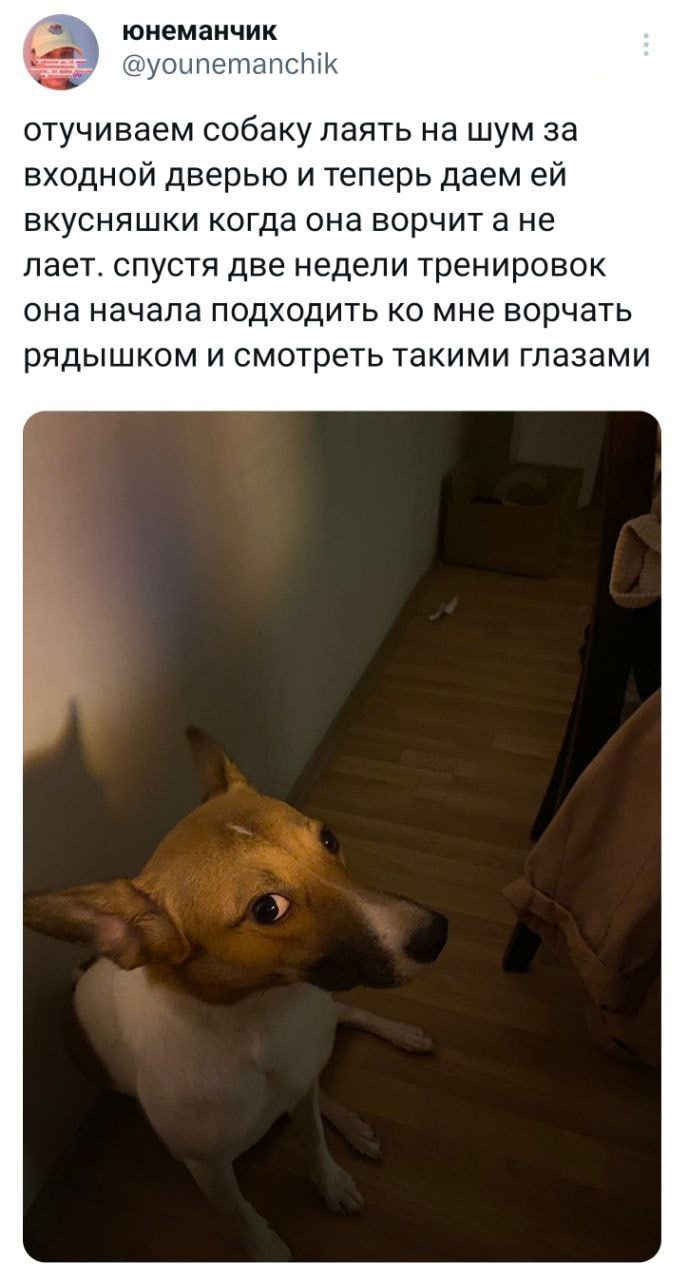 юнеманчик
@younemanchik
отучиваем собаку лаять на шум за
входной дверью и теперь даем ей
вкусняшки когда она ворчит а не
лает. спустя две недели тренировок
она начала подходить ко мне ворчать
рядышком и смотреть такими глазами